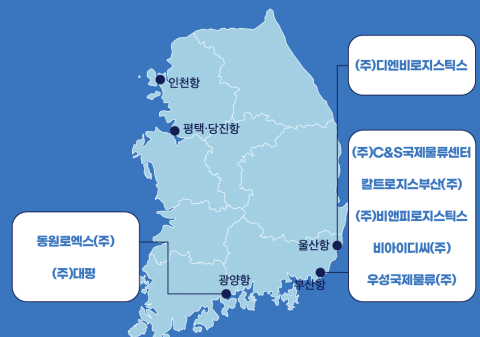 (주)디엔비로지스틱스
인천항
평택·당진항
(주)C&S국제물류센터
칼트로지스부산(주)
(주)비앤피로지스틱스
비아이디씨(주)
우성국제물류(주)
동원로엑스(주)
(주)대평
울산항
부산항
광양항